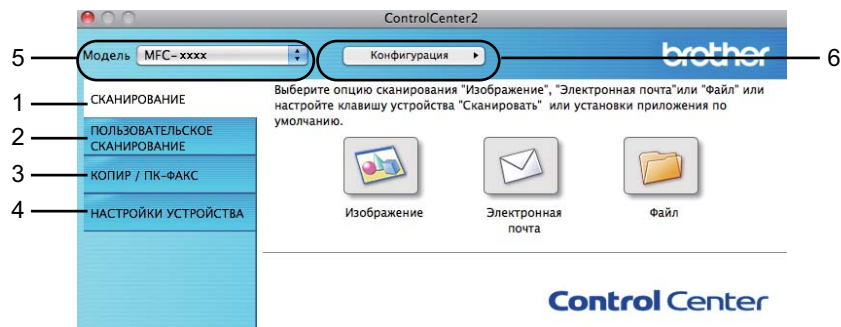 ControlCenter2
5
Модель MFC-xxxx
Конфигурация
brother
6
1
СКАНИРОВАНИЕ
2
ПОЛЬЗОВАТЕЛЬСКОЕ
СКАНИРОВАНИЕ
3
КОПИР / ПК-ФАКС
4
НАСТРОЙКИ УСТРОЙСТВА
Выберите опцию сканирования "Изображение", "Электронная почта"или "Файл" или
настройте клавишу устройства "Сканировать" или установки приложения по
умолчанию.
Изображение
Электронная
почта
Файл
Control Center